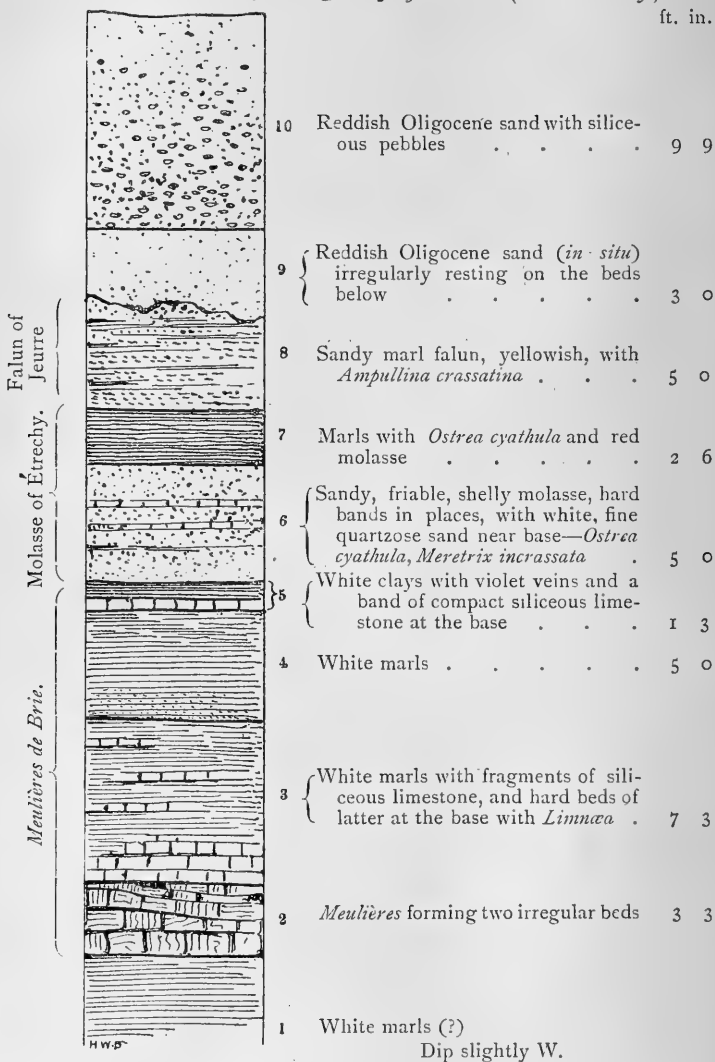 ft. in.
10 Reddish Oligocene sand with silice-
ous pebbles . . . . 9 9
9 Reddish Oligocene sand (in situ)
irregularly resting on the beds
below . . . . . 3 0
Falun of
Jeurre
8 Sandy marl falun, yellowish, with
Ampullina crassatina . . . 5 0
Molasse of Étrechy.
7 Marls with Ostrea cyathula and red
molasse . . . . . 2 6
6 Sandy, friable, shelly molasse, hard
bands in places, with white, fine
quartzose sand near base—Ostrea
cyathula, Meretrix incrassata . 5 0
5 White clays with violet veins and a
band of compact siliceous lime-
stone at the base . . . 1 3
Meulières de Brie.
4 White marls . . . . . 5 0
3 White marls with fragments of sili-
ceous limestone, and hard beds of
latter at the base with Limnæa . 7 3
2 Meulières forming two irregular beds 3 3
1 White marls (?)
Dip slightly W.